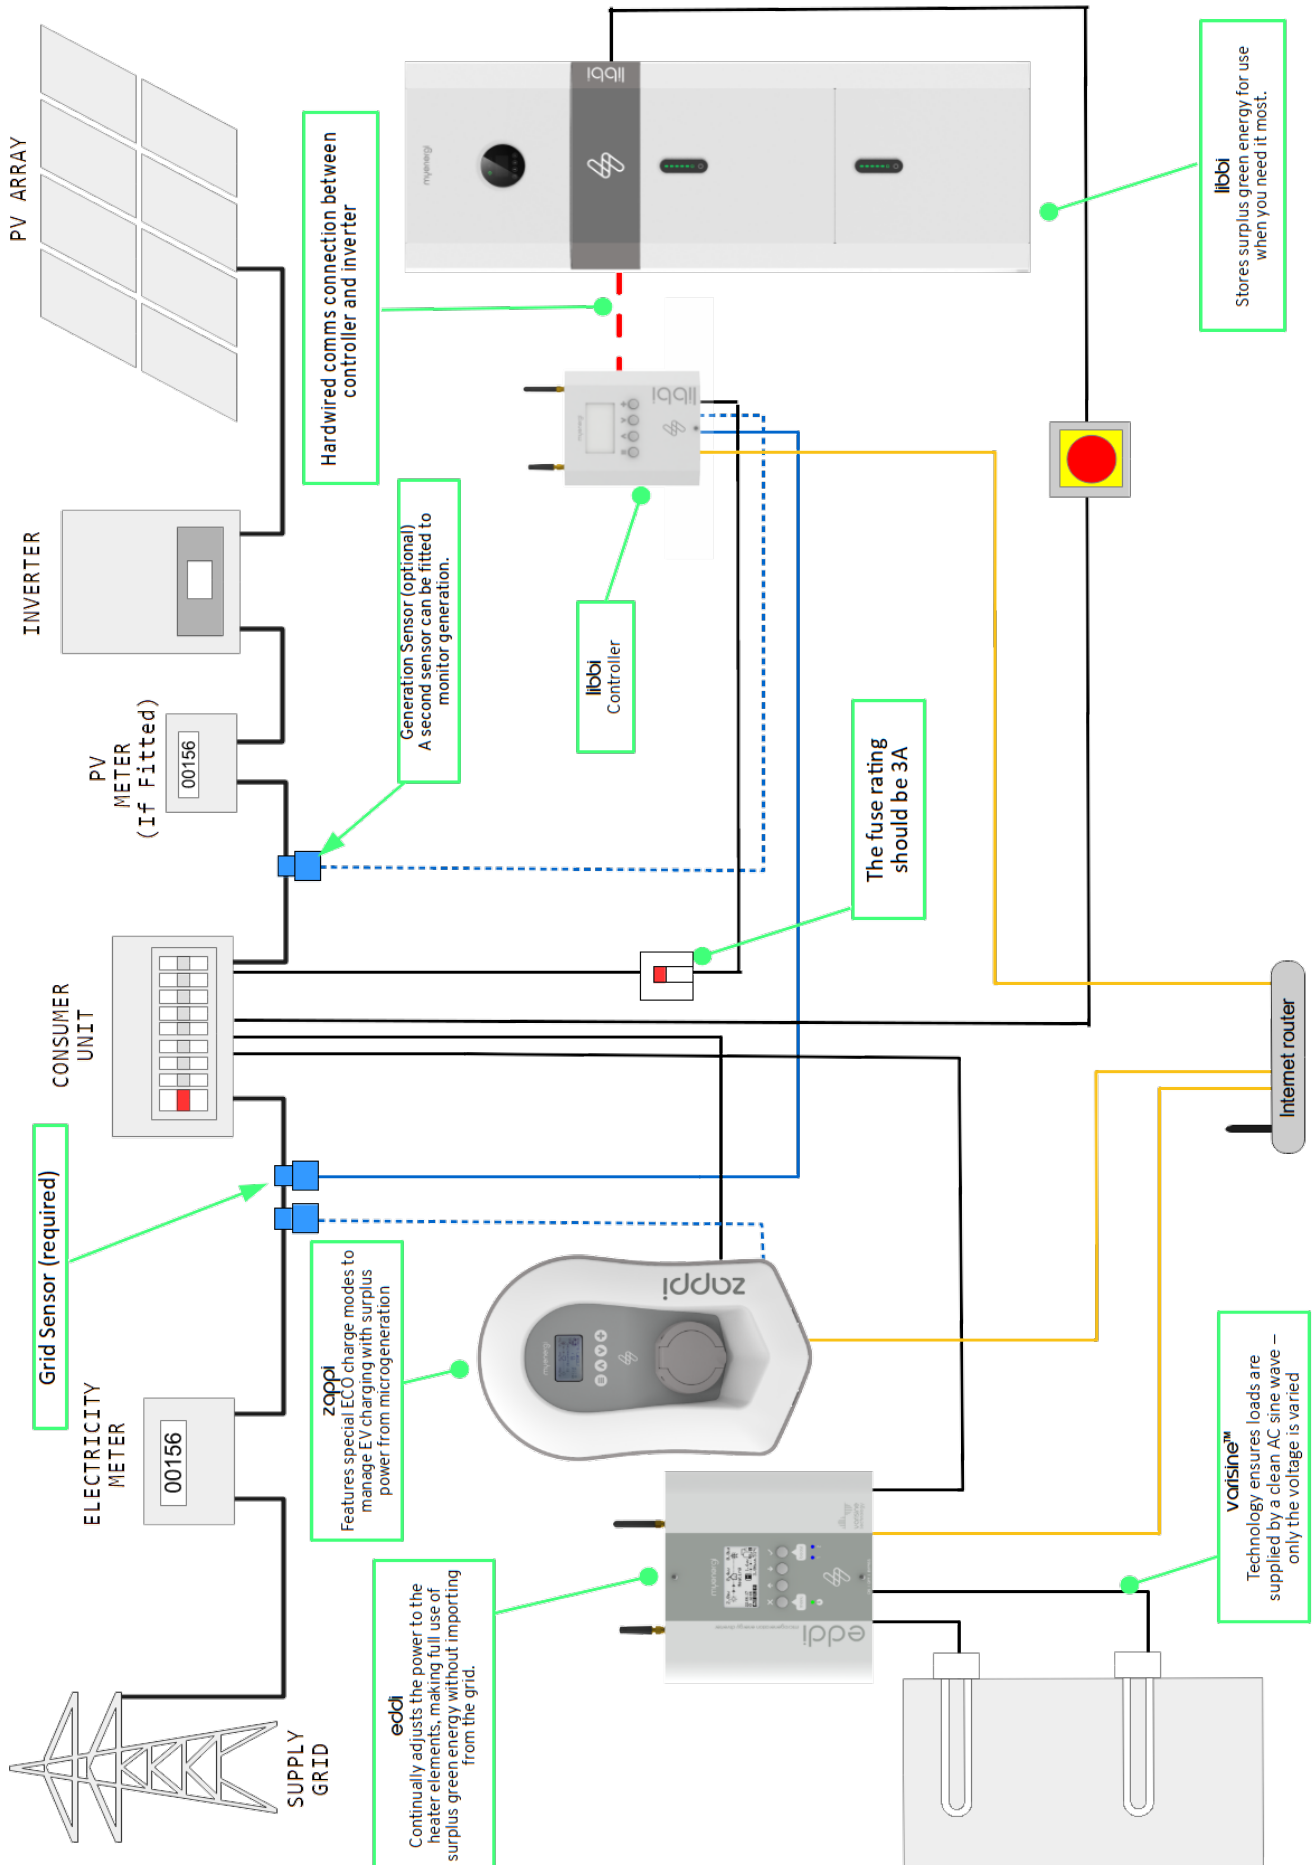 SUPPLY
GRID
ELECTRICITY
METER
00156
Grid Sensor (required)
CONSUMER
UNIT
PV
METER
(If Fitted)
00156
INVERTER
PV ARRAY
eddi
Continually adjusts the power to the
heater elements, making full use of
surplus green energy without importing
from the grid.
zappi
Features special ECO charge modes to
manage EV charging with surplus
power from microgeneration
Generation Sensor (optional)
A second sensor can be fitted to
monitor generation.
Hardwired comms connection between
controller and inverter
libbi
Controller
The fuse rating
should be 3A
myenergi
eddi
myenergi
zappi
myenergi
libbi
myenergi
libbi
varisine™
Technology ensures loads are
supplied by a clean AC sine wave –
only the voltage is varied
Internet router
libbi
Stores surplus green energy for use
when you need it most.